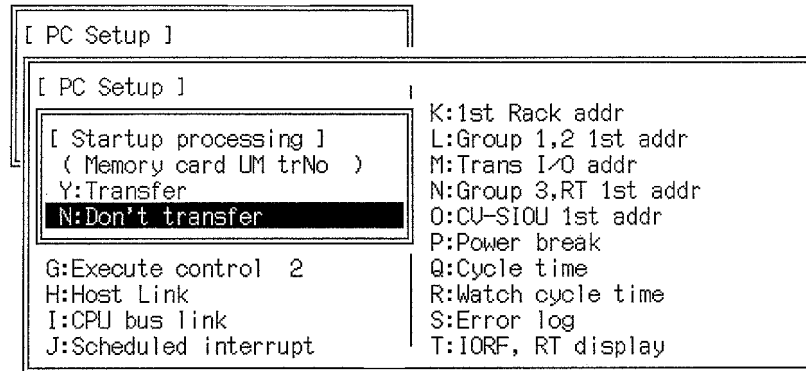 [ PC Setup ]
[ PC Setup ]
[ Startup processing ]
( Memory card UM trNo  )
Y:Transfer
N:Don't transfer
G:Execute control  2
H:Host Link
I:CPU bus link
J:Scheduled interrupt
K:1st Rack addr
L:Group 1,2 1st addr
M:Trans I/O addr
N:Group 3,RT 1st addr
O:CV-SIOU 1st addr
P:Power break
Q:Cycle time
R:Watch cycle time
S:Error log
T:IORF, RT display